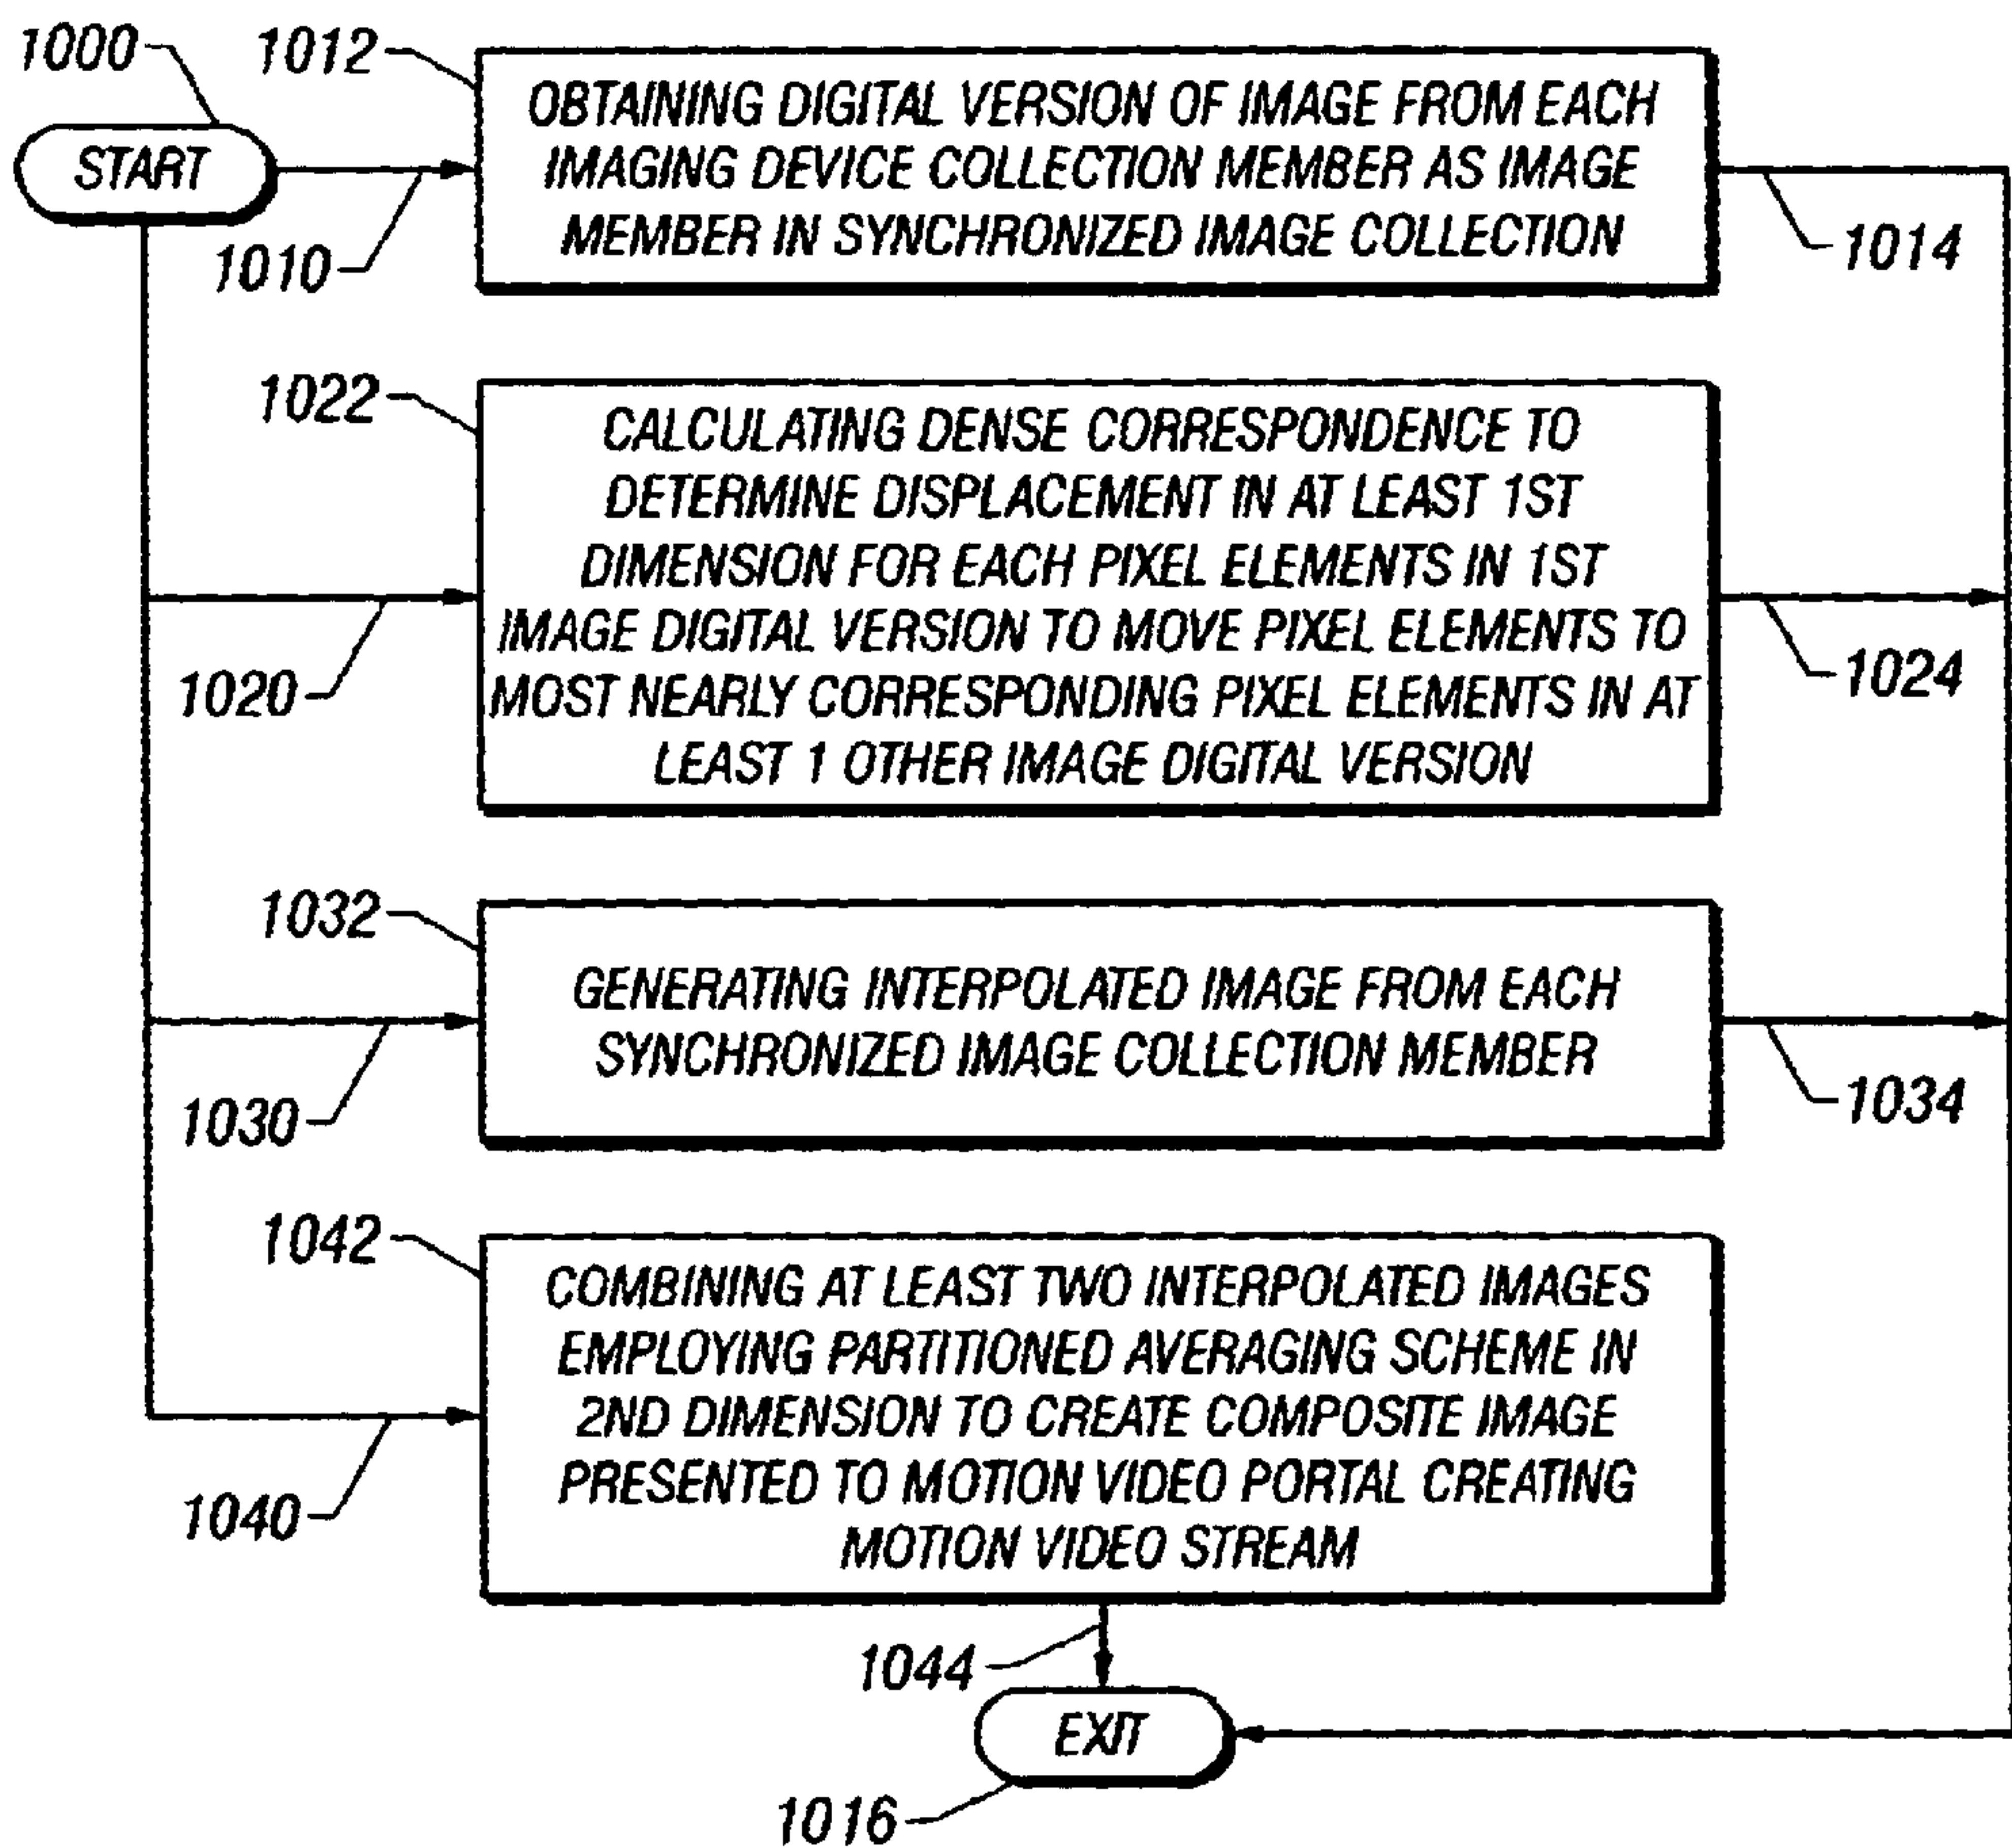 1000
1012
START
1010
OBTAINING DIGITAL VERSION OF IMAGE FROM EACH
IMAGING DEVICE COLLECTION MEMBER AS IMAGE
MEMBER IN SYNCHRONIZED IMAGE COLLECTION
1014
1022
CALCULATING DENSE CORRESPONDENCE TO
DETERMINE DISPLACEMENT IN AT LEAST 1ST
DIMENSION FOR EACH PIXEL ELEMENTS IN 1ST
IMAGE DIGITAL VERSION TO MOVE PIXEL ELEMENTS TO
MOST NEARLY CORRESPONDING PIXEL ELEMENTS IN AT
LEAST 1 OTHER IMAGE DIGITAL VERSION
1020
1024
1032
GENERATING INTERPOLATED IMAGE FROM EACH
SYNCHRONIZED IMAGE COLLECTION MEMBER
1030
1034
1042
COMBINING AT LEAST TWO INTERPOLATED IMAGES
EMPLOYING PARTITIONED AVERAGING SCHEME IN
2ND DIMENSION TO CREATE COMPOSITE IMAGE
PRESENTED TO MOTION VIDEO PORTAL CREATING
MOTION VIDEO STREAM
1040
1044
EXIT
1016